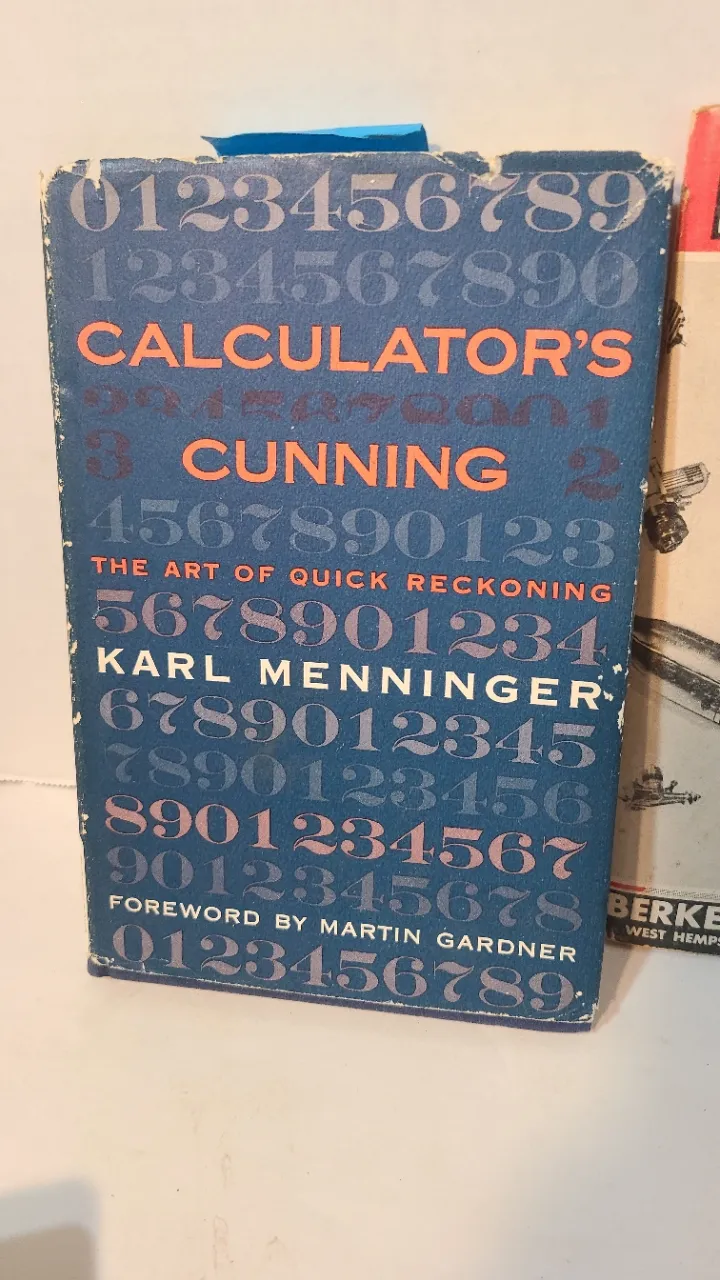 0123456789
1234567890
CALCULATOR'S
3 CUNNING 2
4567890123
THE ART OF QUICK RECKONING
5678901234
KARL MENNINGER
6789012345
7890123456
8901234567
9012345678
FOREWORD BY MARTIN GARDNER
0123456789
BERKE
WEST HEMPS